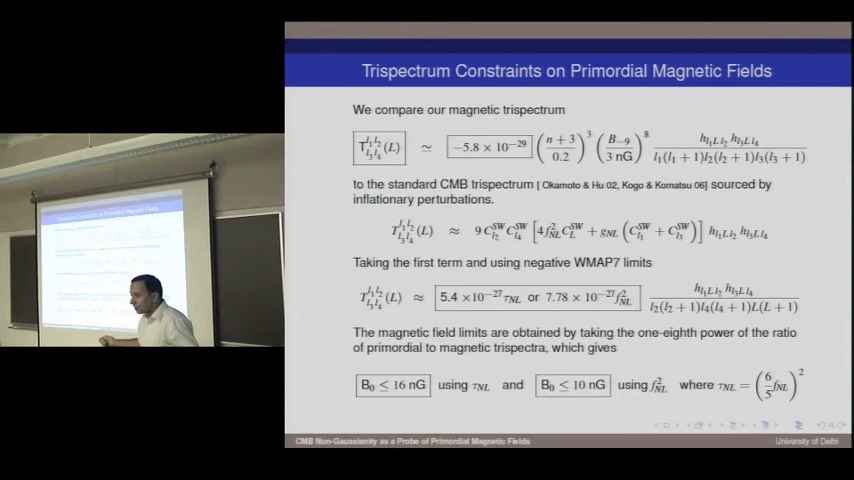 Trispectrum Constraints on Primordial Magnetic Fields
We compare our magnetic trispectrum
T^{l_1 l_2}_{l_3 l_4}(L) ≃ −5.8 × 10^{−29} ((n + 3)/0.2)^3 (B_{−9}/3 nG)^8 (h_{l_1 L l_2} h_{l_3 L l_4})/(l_1(l_1 + 1)l_2(l_2 + 1)l_3(l_3 + 1))
to the standard CMB trispectrum [ Okamoto & Hu 02, Kogo & Komatsu 06] sourced by
inflationary perturbations.
T^{l_1 l_2}_{l_3 l_4}(L) ≈ 9 C^{SW}_{l_2} C^{SW}_{l_4} [4f^2_{NL} C^{SW}_L + g_{NL} (C^{SW}_{l_1} + C^{SW}_{l_3})] h_{l_1 L l_2} h_{l_3 L l_4}
Taking the first term and using negative WMAP7 limits
T^{l_1 l_2}_{l_3 l_4}(L) ≈ 5.4 × 10^{−27} τ_{NL} or 7.78 × 10^{−27} f^2_{NL} (h_{l_1 L l_2} h_{l_3 L l_4})/(l_2(l_2 + 1)l_4(l_4 + 1)L(L + 1))
The magnetic field limits are obtained by taking the one-eighth power of the ratio
of primordial to magnetic trispectra, which gives
B_0 ≤ 16 nG using τ_{NL} and B_0 ≤ 10 nG using f^2_{NL} where τ_{NL} = (6/5 f_{NL})^2
CMB Non-Gaussianity as a Probe of Primordial Magnetic Fields University of Delhi